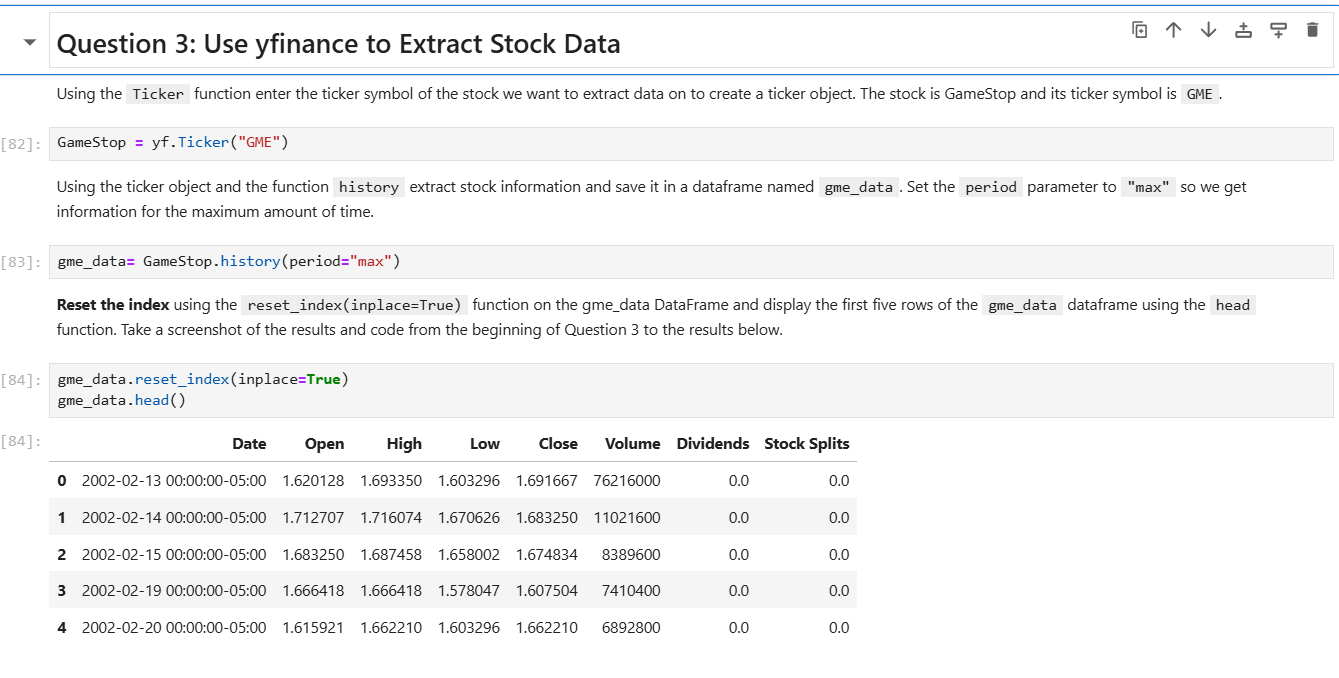 Question 3: Use yfinance to Extract Stock Data
Using the Ticker function enter the ticker symbol of the stock we want to extract data on to create a ticker object. The stock is GameStop and its ticker symbol is GME.
[82]: GameStop = yf.Ticker("GME")
Using the ticker object and the function history extract stock information and save it in a dataframe named gme_data. Set the period parameter to "max" so we get
information for the maximum amount of time.
[83]: gme_data= GameStop.history(period="max")
Reset the index using the reset_index(inplace=True) function on the gme_data DataFrame and display the first five rows of the gme_data dataframe using the head
function. Take a screenshot of the results and code from the beginning of Question 3 to the results below.
[84]: gme_data.reset_index(inplace=True)
gme_data.head()
[84]: Date Open High Low Close Volume Dividends Stock Splits
0 2002-02-13 00:00:00-05:00 1.620128 1.693350 1.603296 1.691667 76216000 0.0 0.0
1 2002-02-14 00:00:00-05:00 1.712707 1.716074 1.670626 1.683250 11021600 0.0 0.0
2 2002-02-15 00:00:00-05:00 1.683250 1.687458 1.658002 1.674834 8389600 0.0 0.0
3 2002-02-19 00:00:00-05:00 1.666418 1.666418 1.578047 1.607504 7410400 0.0 0.0
4 2002-02-20 00:00:00-05:00 1.615921 1.662210 1.603296 1.662210 6892800 0.0 0.0